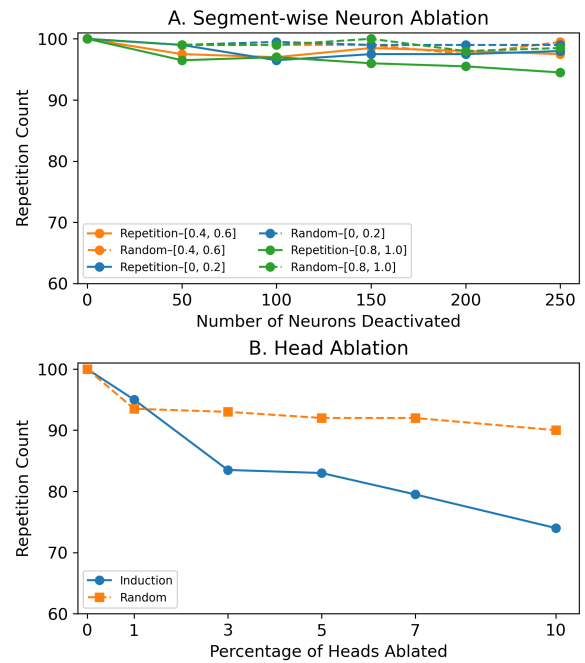 A. Segment-wise Neuron Ablation
100
90
80
70
60
Repetition Count
Repetition–[0.4, 0.6]
Random–[0.4, 0.6]
Repetition–[0, 0.2]
Random–[0, 0.2]
Repetition–[0.8, 1.0]
Random–[0.8, 1.0]
0 50 100 150 200 250
Number of Neurons Deactivated
B. Head Ablation
100
90
80
70
60
Repetition Count
Induction
Random
0 1 3 5 7 10
Percentage of Heads Ablated